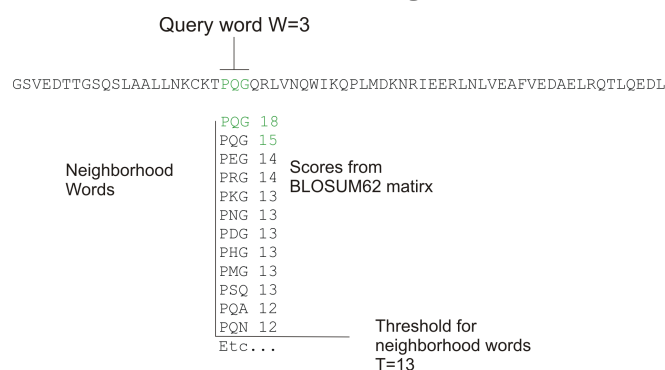 Query word W=3
GSVEDTTGSQSLAALLNKCKTPQGQRLVNQWIKQPLMDKNRIEERLNLVEAFVEDAELRQTLQEDL
PQG 18
PQG 15
PEG 14
PRG 14
PKG 13
PNG 13
PDG 13
PHG 13
PMG 13
PSQ 13
PQA 12
PQN 12
Etc...
Neighborhood
Words
Scores from
BLOSUM62 matirx
Threshold for
neighborhood words
T=13